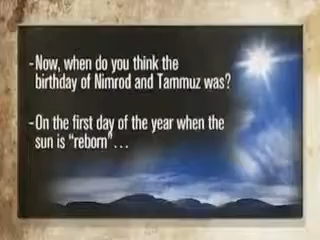 -Now, when do you think the
birthday of Nimrod and Tammuz was?
-On the first day of the year when the
sun is “reborn”...